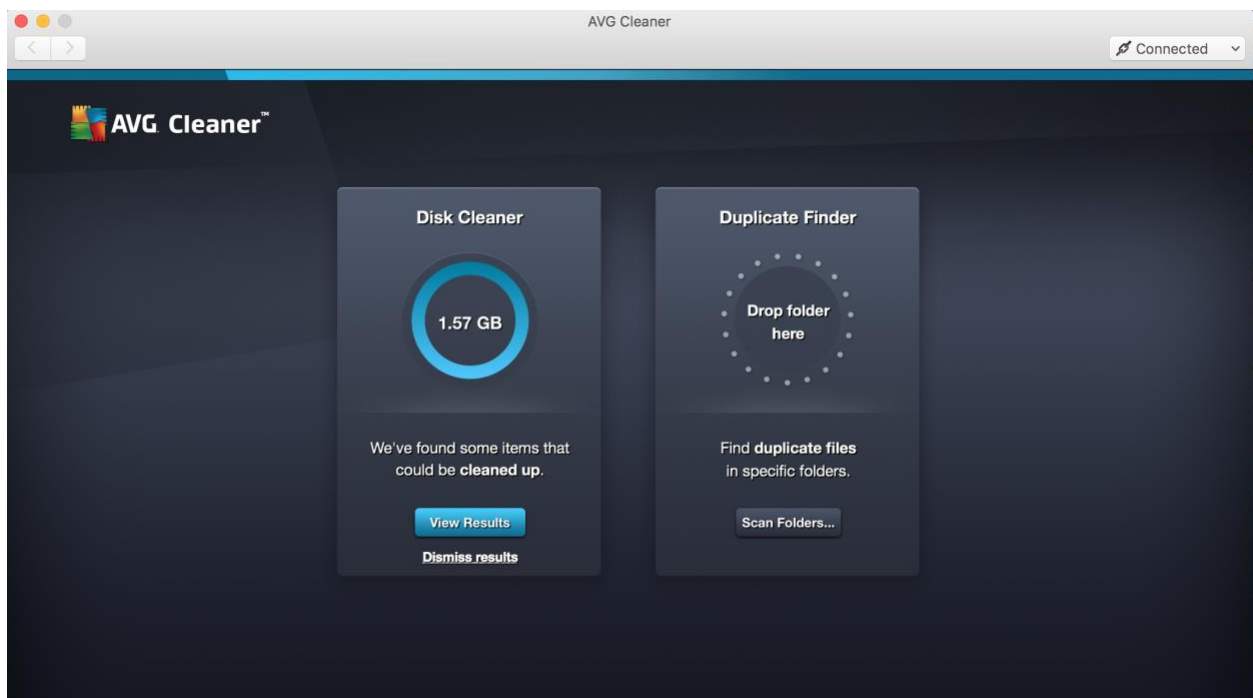 AVG Cleaner
Connected
AVG Cleaner™
Disk Cleaner
1.57 GB
We've found some items that
could be cleaned up.
View Results
Dismiss results
Duplicate Finder
Drop folder
here
Find duplicate files
in specific folders.
Scan Folders...